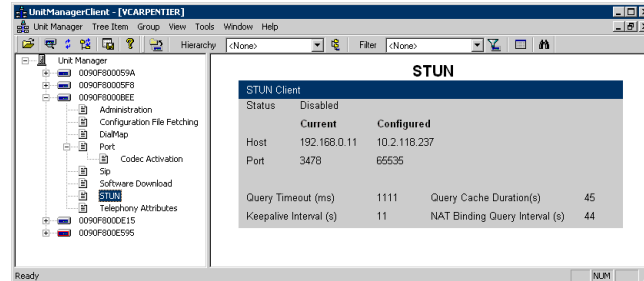 UnitManagerClient - [VCARPENTIER]
Unit Manager Tree Item Group View Tools Window Help
Hierarchy <None> Filter <None>
Unit Manager
0090F800059A
0090F80005F8
0090F8000BEE
Administration
Configuration File Fetching
DialMap
Port
Codec Activation
Sip
Software Download
STUN
Telephony Attributes
0090F800DE15
0090F800E595
STUN
STUN Client
Status Disabled
Current Configured
Host 192.168.0.11 10.2.118.237
Port 3478 65535
Query Timeout (ms) 1111 Query Cache Duration(s) 45
Keepalive Interval (s) 11 NAT Binding Query Interval (s) 44
Ready NUM